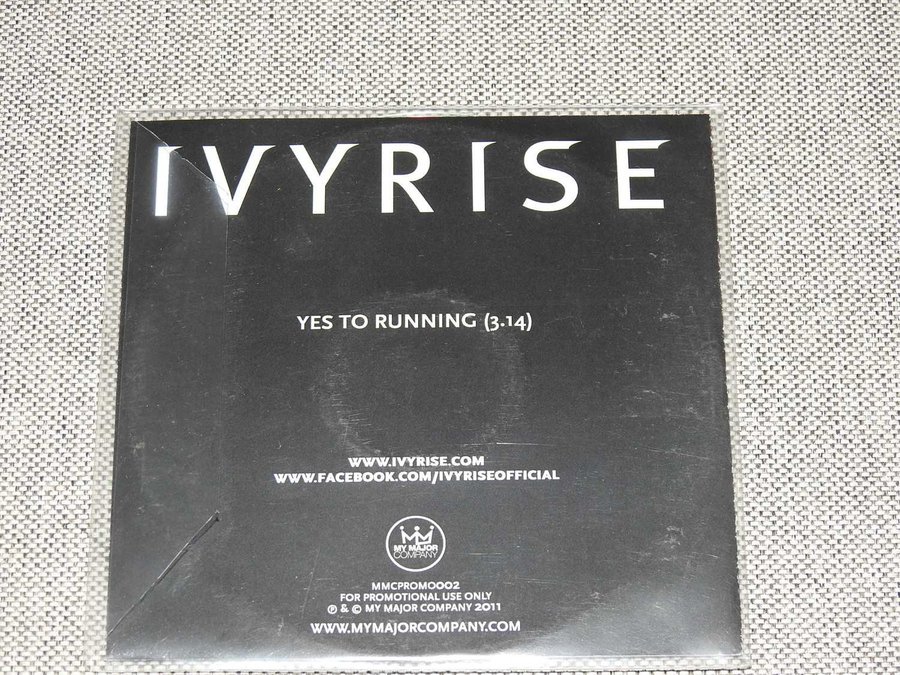 IVYRISE
YES TO RUNNING (3.14)
WWW.IVYRISE.COM
WWW.FACEBOOK.COM/IVYRISEOFFICIAL
MY MAJOR
COMPANY
MMCPROMO002
FOR PROMOTIONAL USE ONLY
℗ & © MY MAJOR COMPANY 2011
WWW.MYMAJORCOMPANY.COM